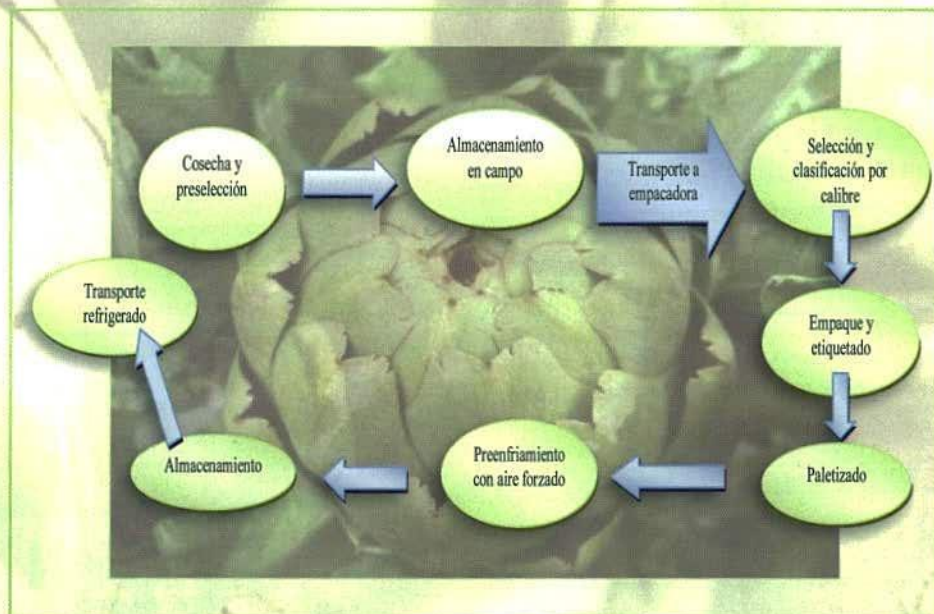 Cosecha y
preselección
Almacenamiento
en campo
Transporte a
empacadora
Selección y
clasificación por
calibre
Empaque y
etiquetado
Paletizado
Preenfriamiento
con aire forzado
Almacenamiento
Transporte
refrigerado